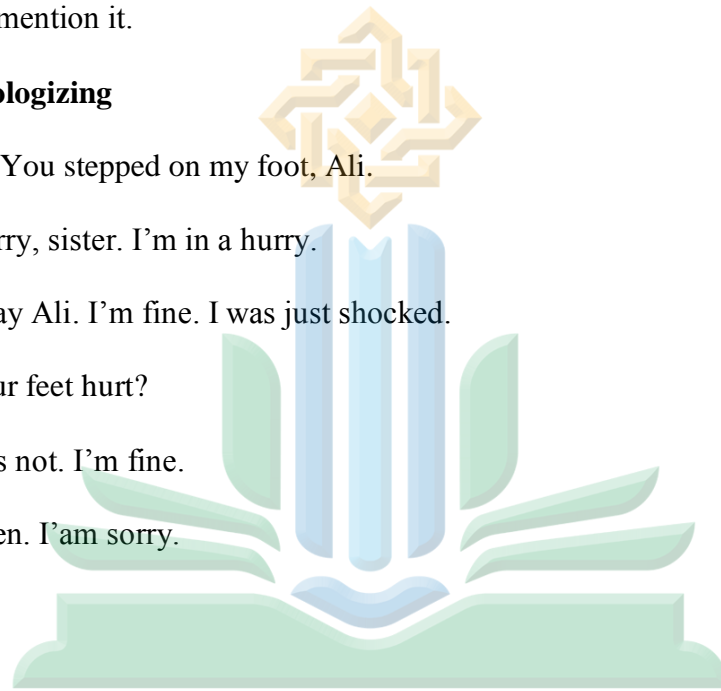 mention it.
ologizing
You stepped on my foot, Ali.
rry, sister. I’m in a hurry.
ay Ali. I’m fine. I was just shocked.
ur feet hurt?
s not. I’m fine.
en. I’am sorry.